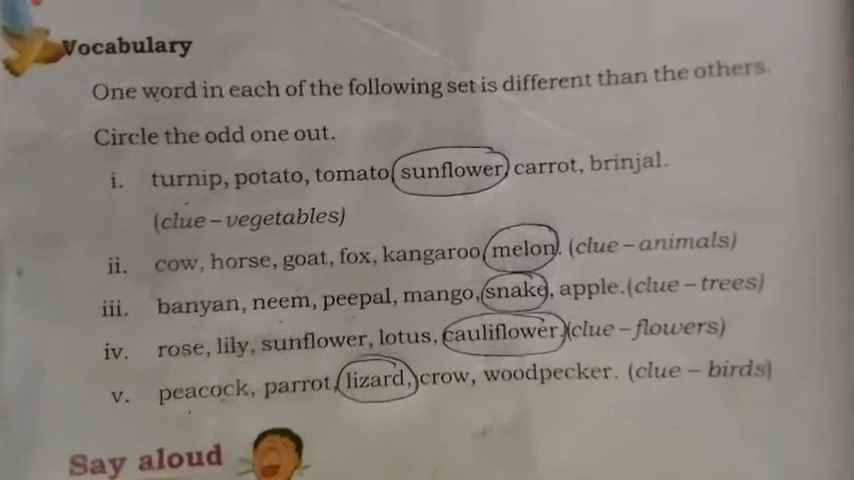 Vocabulary
One word in each of the following set is different than the others.
Circle the odd one out.
i. turnip, potato, tomato, sunflower, carrot, brinjal.
(clue – vegetables)
ii. cow, horse, goat, fox, kangaroo, melon. (clue – animals)
iii. banyan, neem, peepal, mango, snake, apple. (clue – trees)
iv. rose, lily, sunflower, lotus, cauliflower. (clue – flowers)
v. peacock, parrot, lizard, crow, woodpecker. (clue – birds)
Say aloud